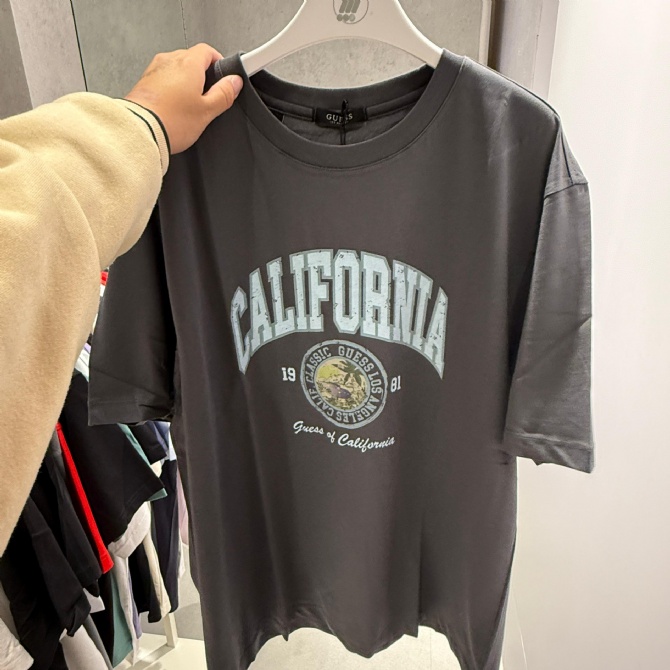 GUESS
CALIFORNIA
CLASSIC GUESS LOS ANGELES CALIF
19 81
Guess of California